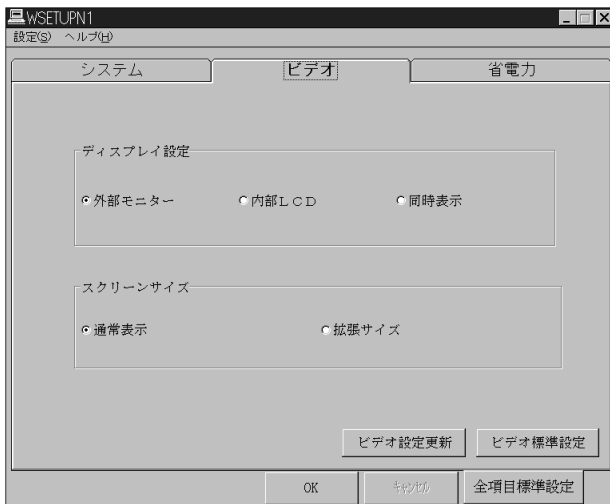 WSETUPN1
設定(S) ヘルプ(H)
システム ビデオ 省電力
ディスプレイ設定
外部モニター 内部LCD 同時表示
スクリーンサイズ
通常表示 拡張サイズ
ビデオ設定更新 ビデオ標準設定
OK キャンセル 全項目標準設定